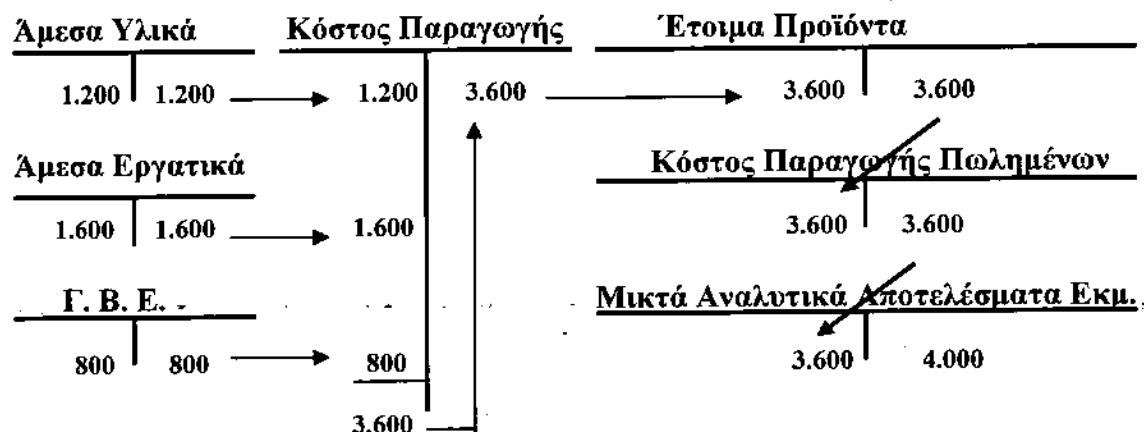 Άμεσα Υλικά Κόστος Παραγωγής Έτοιμα Προϊόντα
1.200 1.200 1.200 3.600 3.600 3.600
Άμεσα Εργατικά Κόστος Παραγωγής Πωλημένων
1.600 1.600 1.600 3.600 3.600
Γ. Β. Ε. Μικτά Αναλυτικά Αποτελέσματα Εκμ.
800 800 800 3.600 4.000
3.600